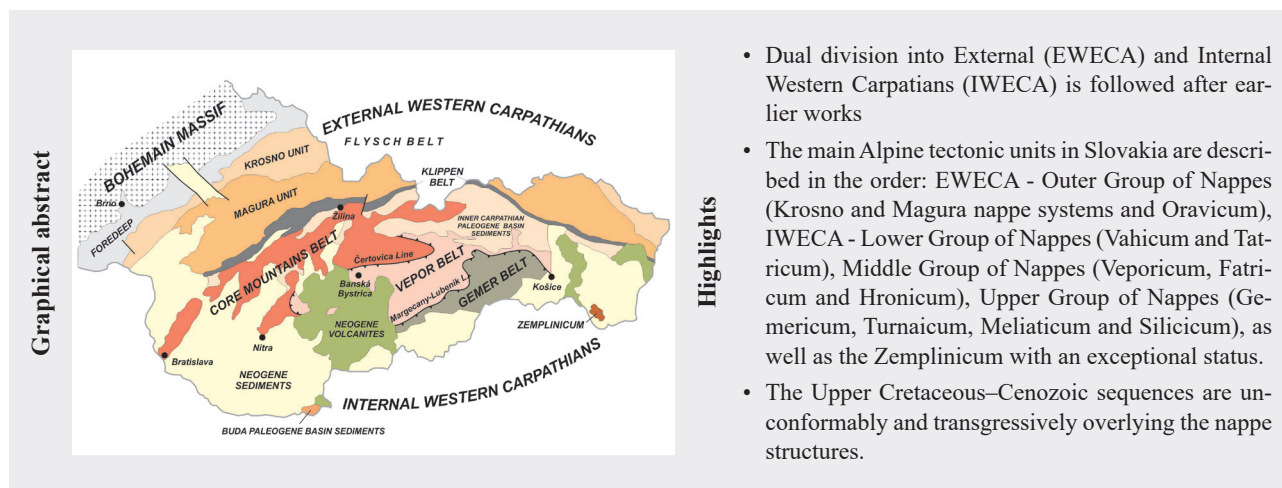 Graphical abstract
BOHEMAIN MASSIF
EXTERNAL WESTERN CARPATHIANS
FLYSCH BELT
KROSNO UNIT
KLIPPEN
BELT
Brno
MAGURA UNIT
Žilina
INNER CARPATHIAN
PALEOGENE BASIN
SEDIMENTS
FOREDEEP
CORE MOUNTAINS BELT
Čertovica Line
VEPOR BELT
Banská
Bystrica
Margecany-Lubeník
GEMER BELT
Košice
NEOGENE
VOLCANITES
ZEMPLINICUM
Nitra
Bratislava
NEOGENE
SEDIMENTS
INTERNAL WESTERN CARPATHIANS
BUDA PALEOGENE BASIN SEDIMENTS
Highlights
• Dual division into External (EWECA) and Internal
Western Carpatians (IWECA) is followed after ear-
lier works
• The main Alpine tectonic units in Slovakia are descri-
bed in the order: EWECA - Outer Group of Nappes
(Krosno and Magura nappe systems and Oravicum),
IWECA - Lower Group of Nappes (Vahicum and Tat-
ricum), Middle Group of Nappes (Veporicum, Fatri-
cum and Hronicum), Upper Group of Nappes (Ge-
mericum, Turnaicum, Meliaticum and Silicicum), as
well as the Zemplinicum with an exceptional status.
• The Upper Cretaceous–Cenozoic sequences are un-
conformably and transgressively overlying the nappe
structures.